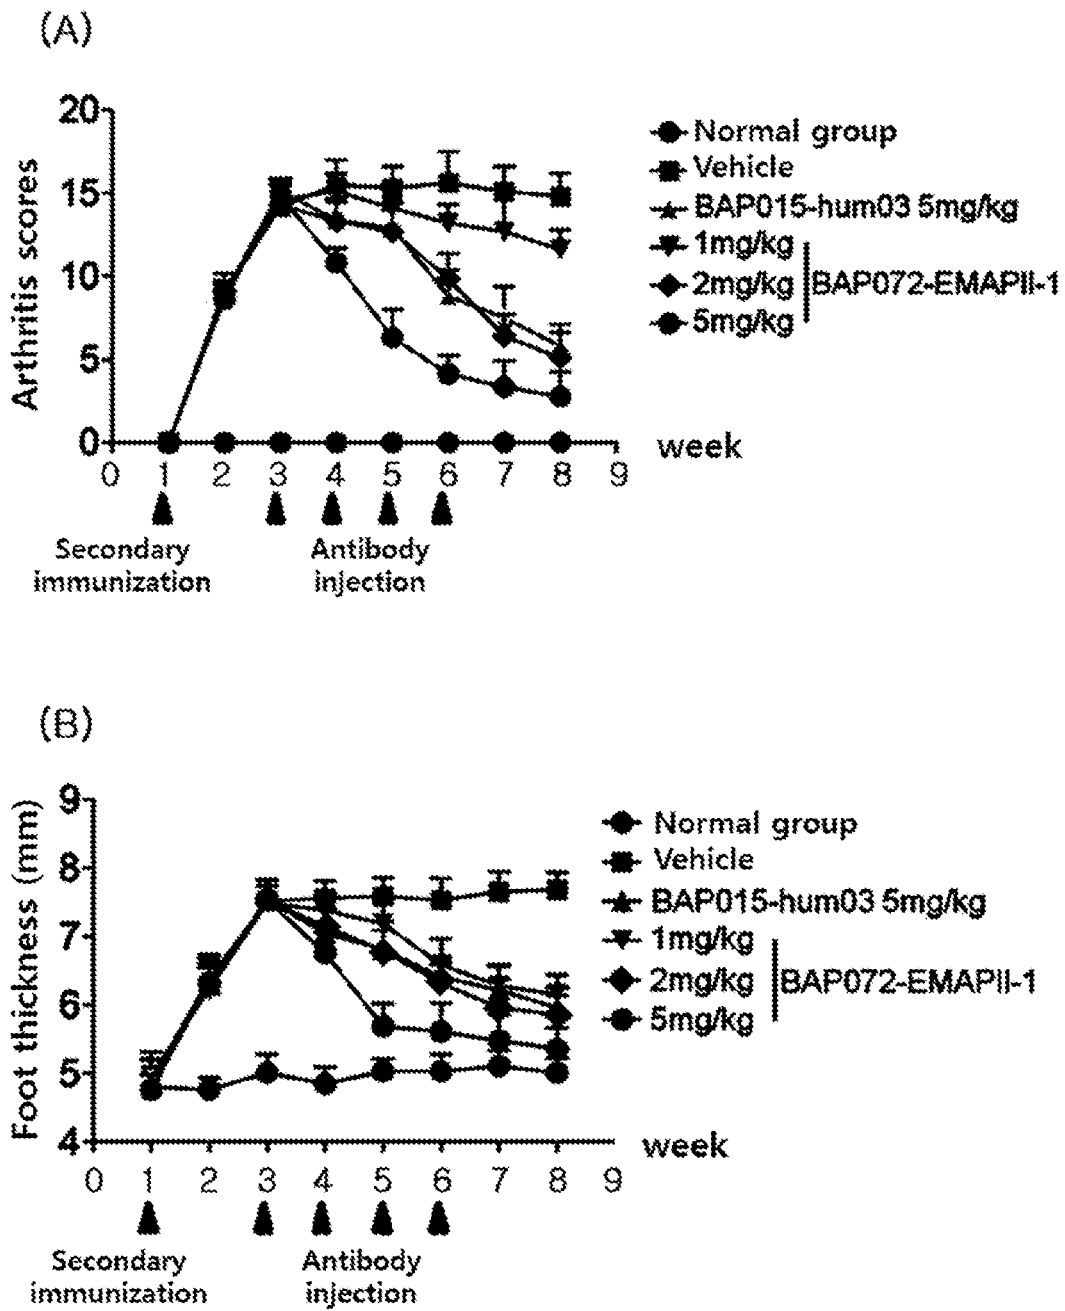 (A)
20
15
10
5
0
Arthritis scores
0 1 2 3 4 5 6 7 8 9
week
Normal group
Vehicle
BAP015-hum03 5mg/kg
1mg/kg
2mg/kg
5mg/kg
BAP072-EMAPII-1
Secondary
immunization
Antibody
injection
(B)
9
8
7
6
5
4
Foot thickness (mm)
0 1 2 3 4 5 6 7 8 9
week
Normal group
Vehicle
BAP015-hum03 5mg/kg
1mg/kg
2mg/kg
5mg/kg
BAP072-EMAPII-1
Secondary
immunization
Antibody
injection